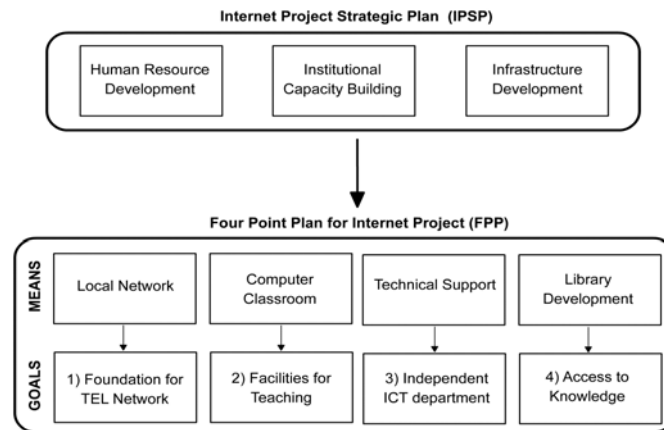 Internet Project Strategic Plan (IPSP)
Human Resource
Development
Institutional
Capacity Building
Infrastructure
Development
Four Point Plan for Internet Project (FPP)
MEANS
Local Network
Computer
Classroom
Technical Support
Library
Development
GOALS
1) Foundation for
TEL Network
2) Facilities for
Teaching
3) Independent
ICT department
4) Access to
Knowledge